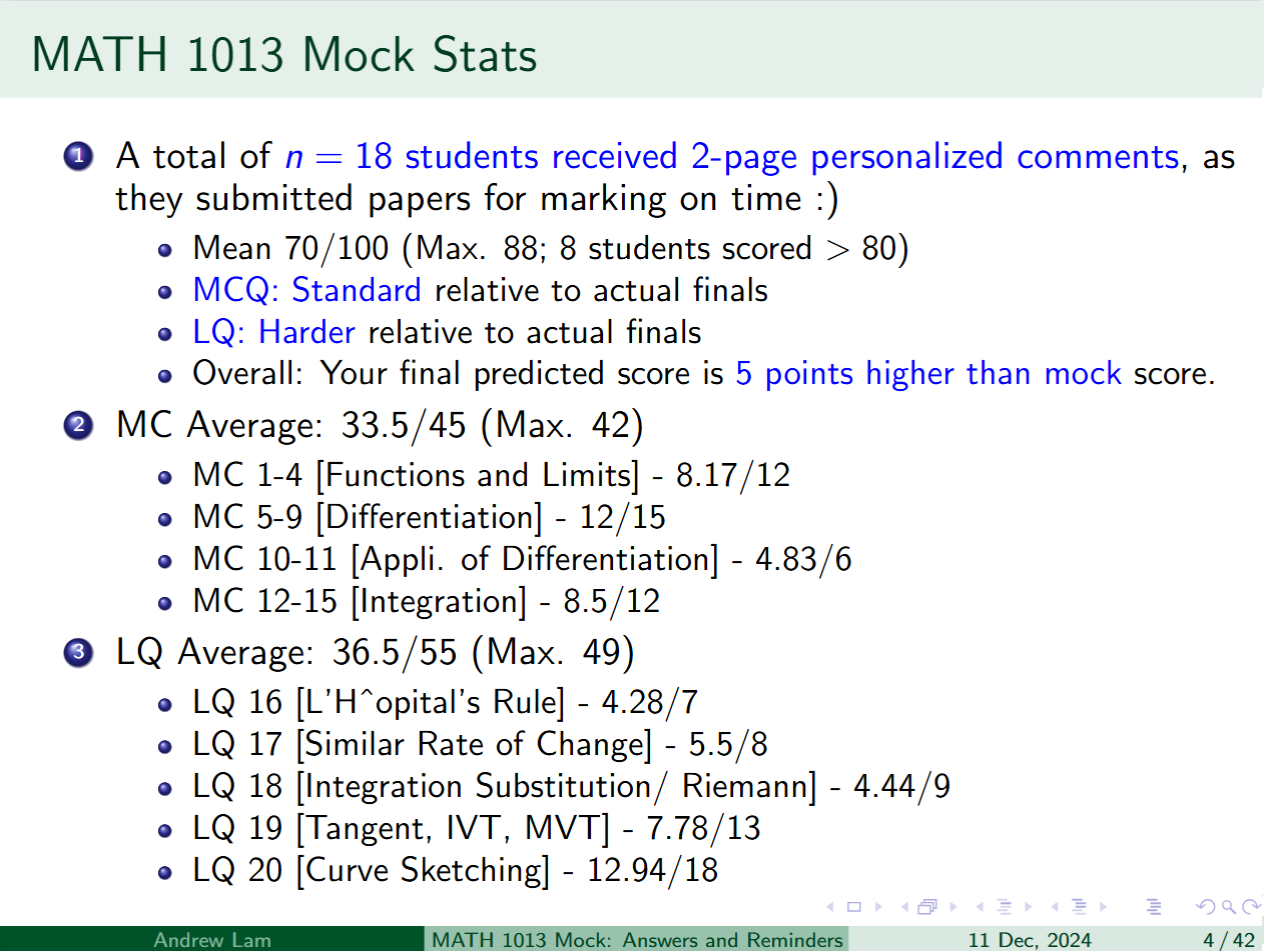 MATH 1013 Mock Stats
1 A total of n = 18 students received 2-page personalized comments, as
they submitted papers for marking on time :)
• Mean 70/100 (Max. 88; 8 students scored > 80)
• MCQ: Standard relative to actual finals
• LQ: Harder relative to actual finals
• Overall: Your final predicted score is 5 points higher than mock score.
2 MC Average: 33.5/45 (Max. 42)
• MC 1-4 [Functions and Limits] - 8.17/12
• MC 5-9 [Differentiation] - 12/15
• MC 10-11 [Appli. of Differentiation] - 4.83/6
• MC 12-15 [Integration] - 8.5/12
3 LQ Average: 36.5/55 (Max. 49)
• LQ 16 [L'H^opital's Rule] - 4.28/7
• LQ 17 [Similar Rate of Change] - 5.5/8
• LQ 18 [Integration Substitution/ Riemann] - 4.44/9
• LQ 19 [Tangent, IVT, MVT] - 7.78/13
• LQ 20 [Curve Sketching] - 12.94/18
Andrew Lam MATH 1013 Mock: Answers and Reminders 11 Dec, 2024 4 / 42